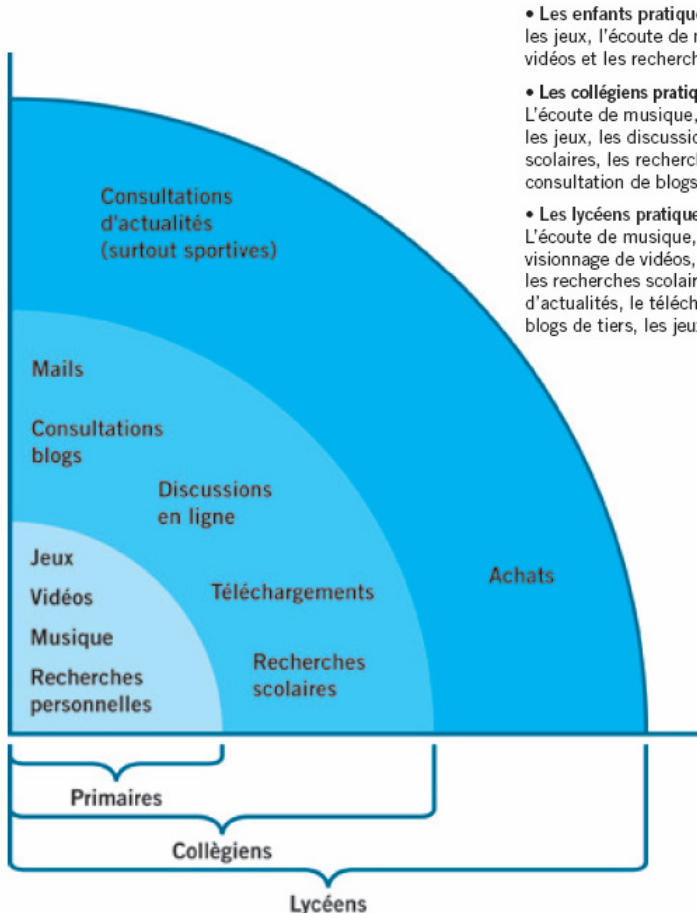 • Les enfants pratique
les jeux, l'écoute de
vidéos et les recherch
• Les collégiens pratiq
L'écoute de musique,
les jeux, les discussio
scolaires, les recherch
consultation de blogs
• Les lycéens pratique
L'écoute de musique,
visionnage de vidéos,
les recherches scolair
d'actualités, le téléch
blogs de tiers, les jeu
Consultations
d'actualités
(surtout sportives)
Mails
Consultations
blogs
Discussions
en ligne
Jeux
Vidéos
Musique
Recherches
personnelles
Téléchargements
Recherches
scolaires
Achats
Primaires
Collègiens
Lycéens